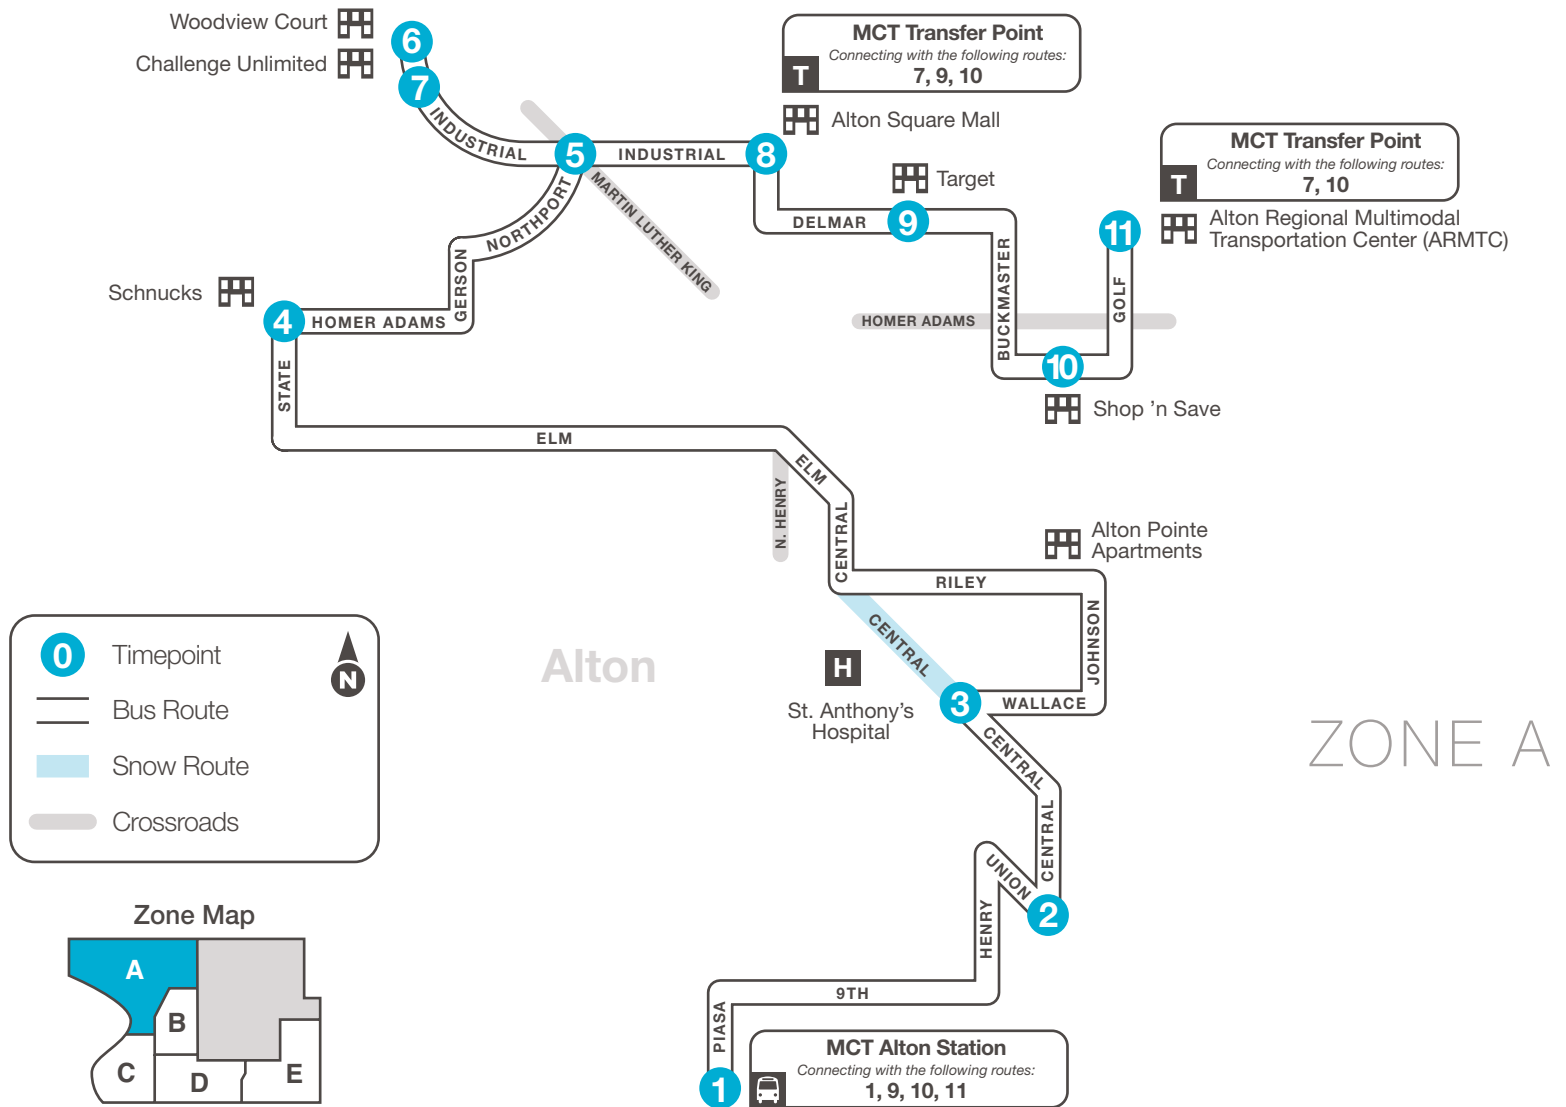 Woodview Court
Challenge Unlimited
6
7
INDUSTRIAL
5
INDUSTRIAL
8
MCT Transfer Point
Connecting with the following routes:
7, 9, 10
T
Alton Square Mall
MCT Transfer Point
Connecting with the following routes:
7, 10
T
Alton Regional Multimodal
Transportation Center (ARMTC)
Target
DELMAR
9
11
NORTHPORT
MARTIN LUTHER KING
GERSON
BUCKMASTER
GOLF
Schnucks
4
HOMER ADAMS
HOMER ADAMS
10
Shop ’n Save
STATE
ELM
ELM
N. HENRY
CENTRAL
Alton Pointe
Apartments
RILEY
JOHNSON
CENTRAL
H
St. Anthony’s
Hospital
3
WALLACE
Alton
ZONE A
CENTRAL
CENTRAL
UNION
2
HENRY
9TH
PIASA
1
MCT Alton Station
Connecting with the following routes:
1, 9, 10, 11
0
Timepoint
N
Bus Route
Snow Route
Crossroads
Zone Map
A
B
C
D
E